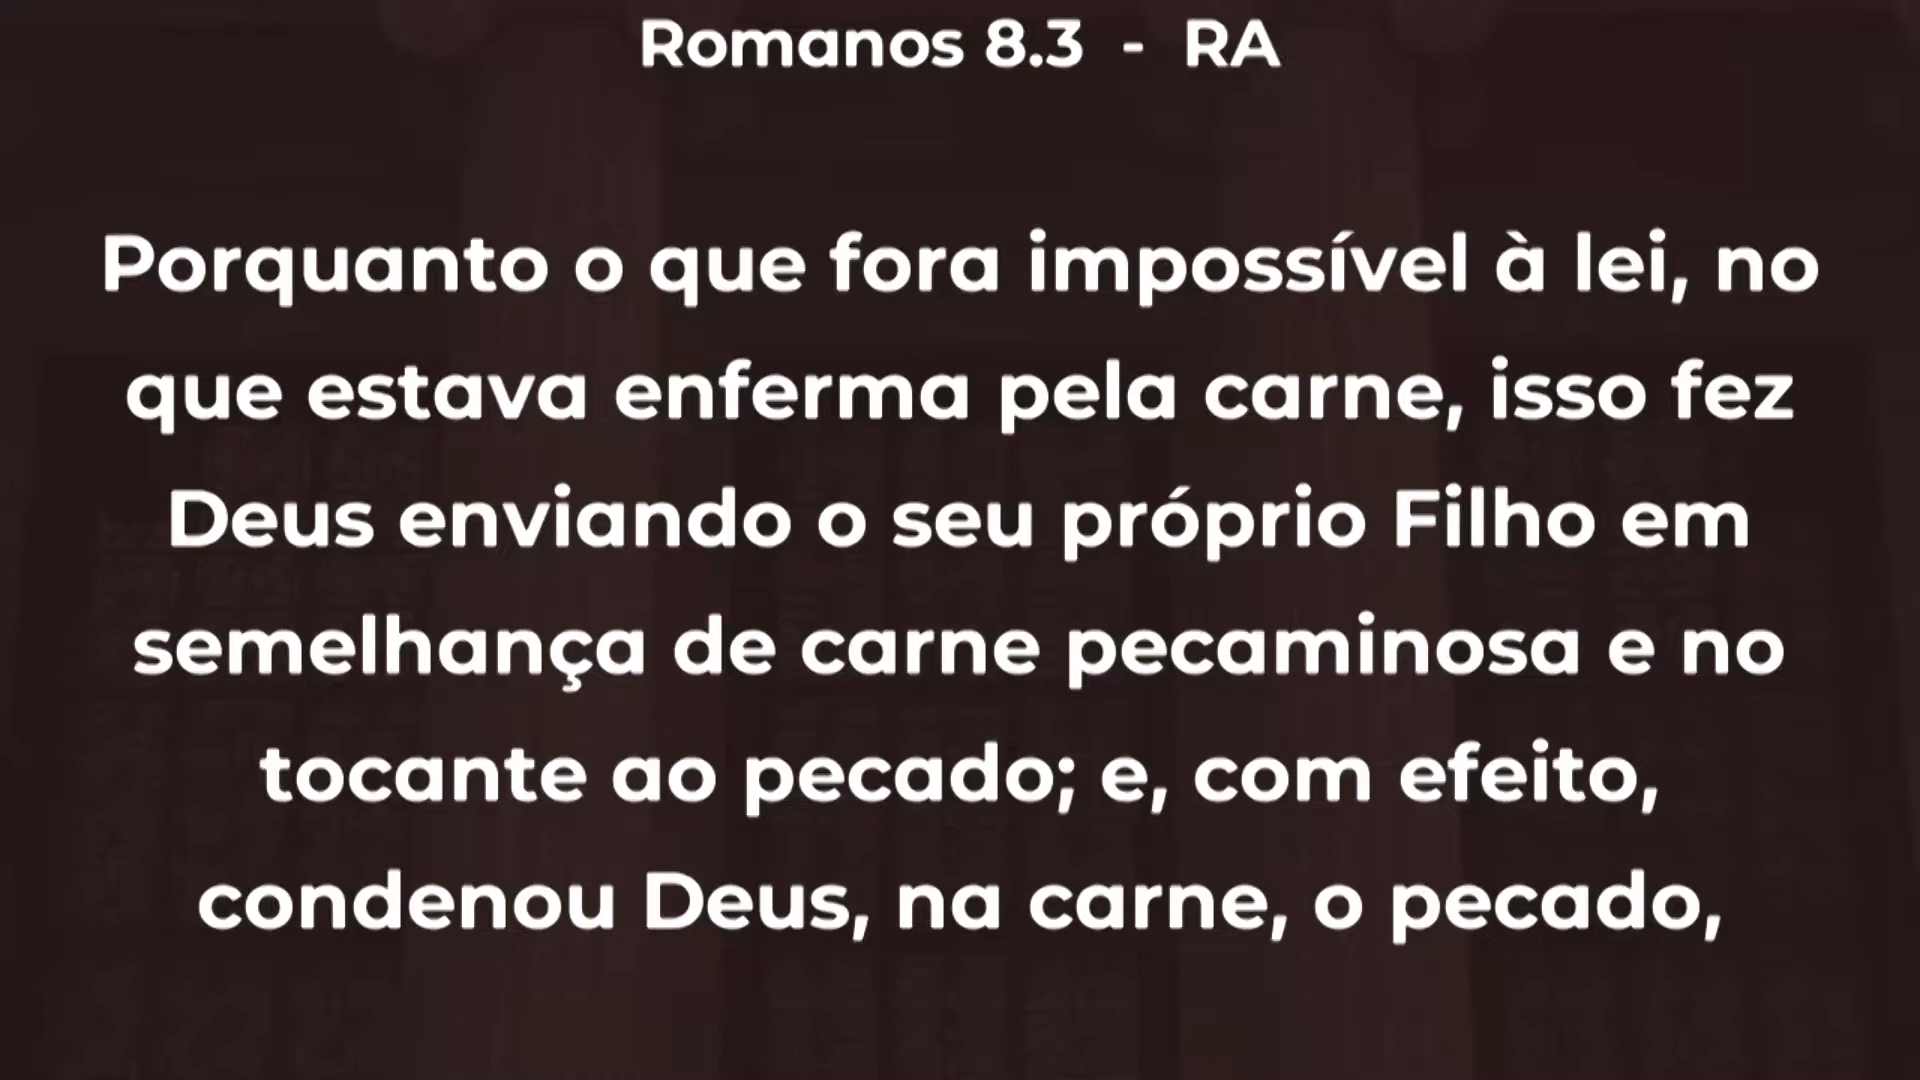 Romanos 8.3 - RA
Porquanto o que fora impossível à lei, no
que estava enferma pela carne, isso fez
Deus enviando o seu próprio Filho em
semelhança de carne pecaminosa e no
tocante ao pecado; e, com efeito,
condenou Deus, na carne, o pecado,